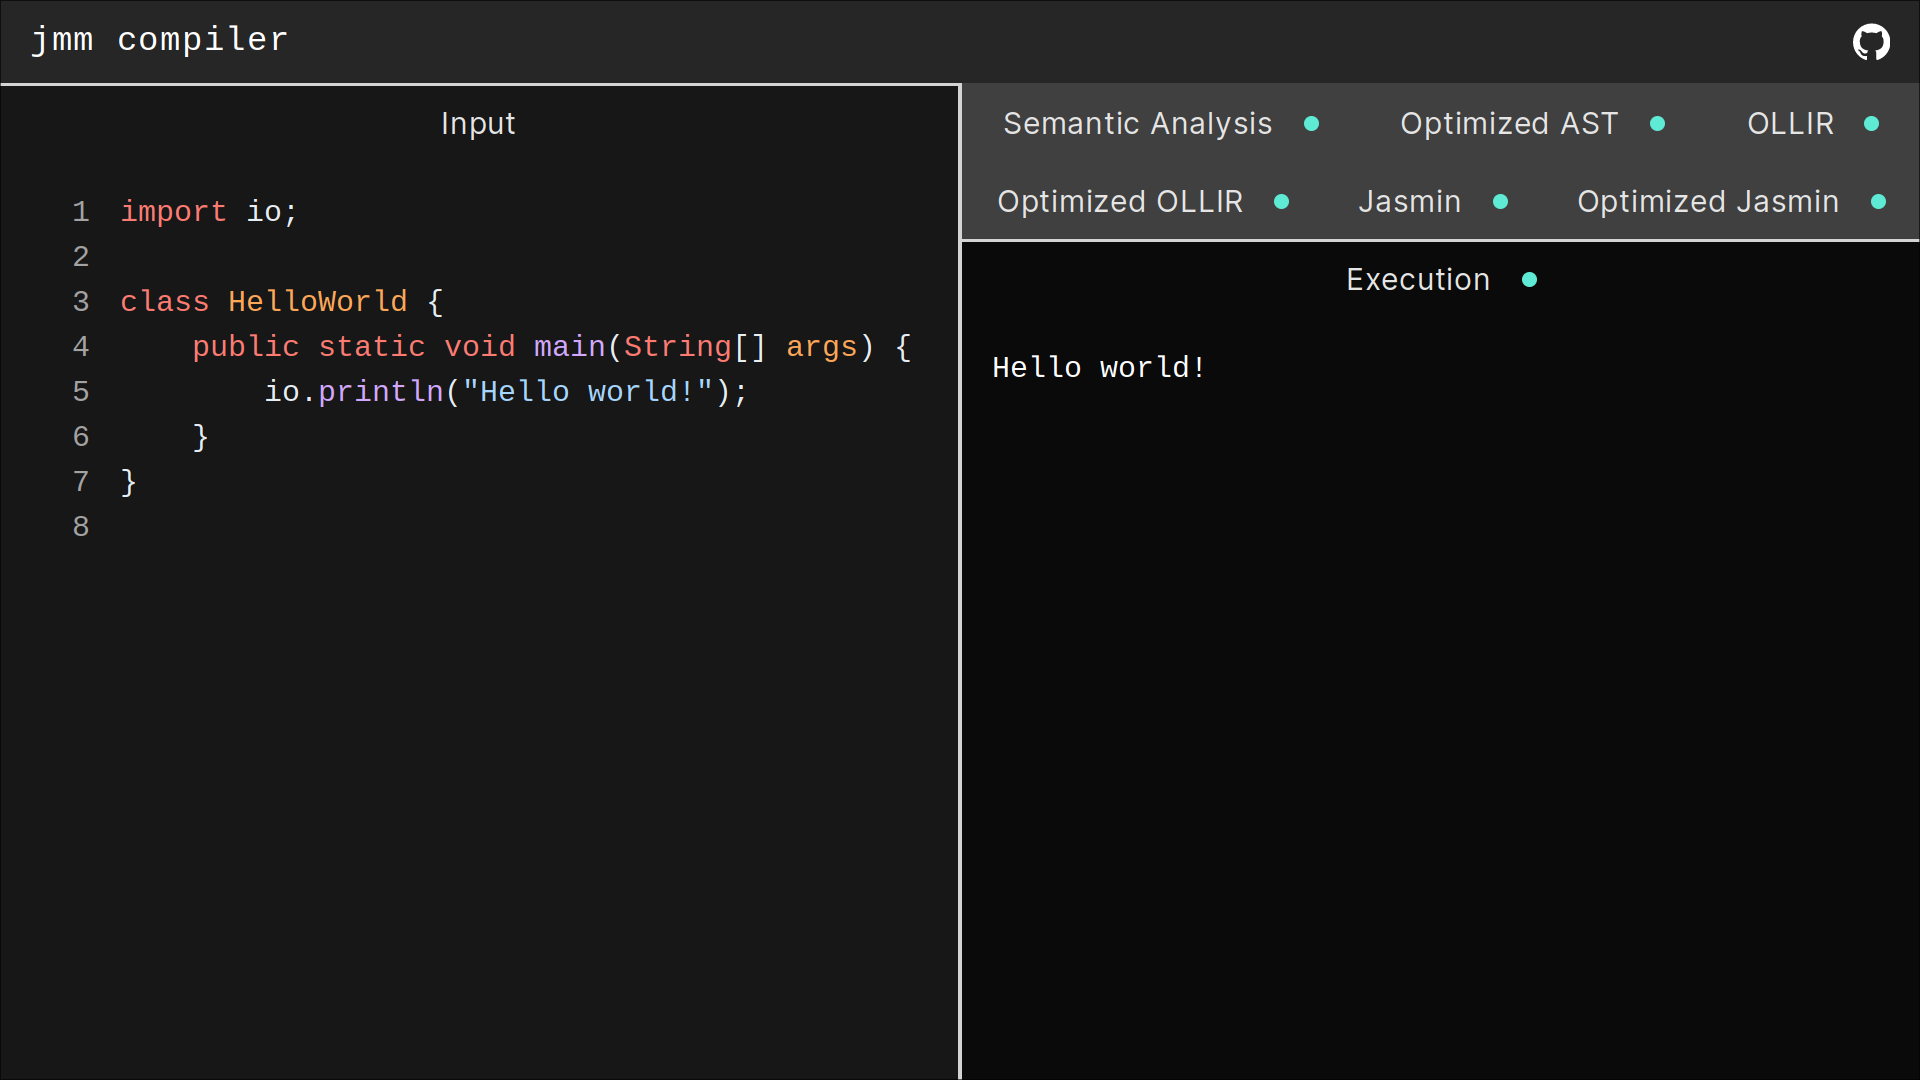 jmm compiler
Input
1 import io;
2
3 class HelloWorld {
4     public static void main(String[] args) {
5         io.println("Hello world!");
6     }
7 }
8
Semantic Analysis
Optimized AST
OLLIR
Optimized OLLIR
Jasmin
Optimized Jasmin
Execution
Hello world!